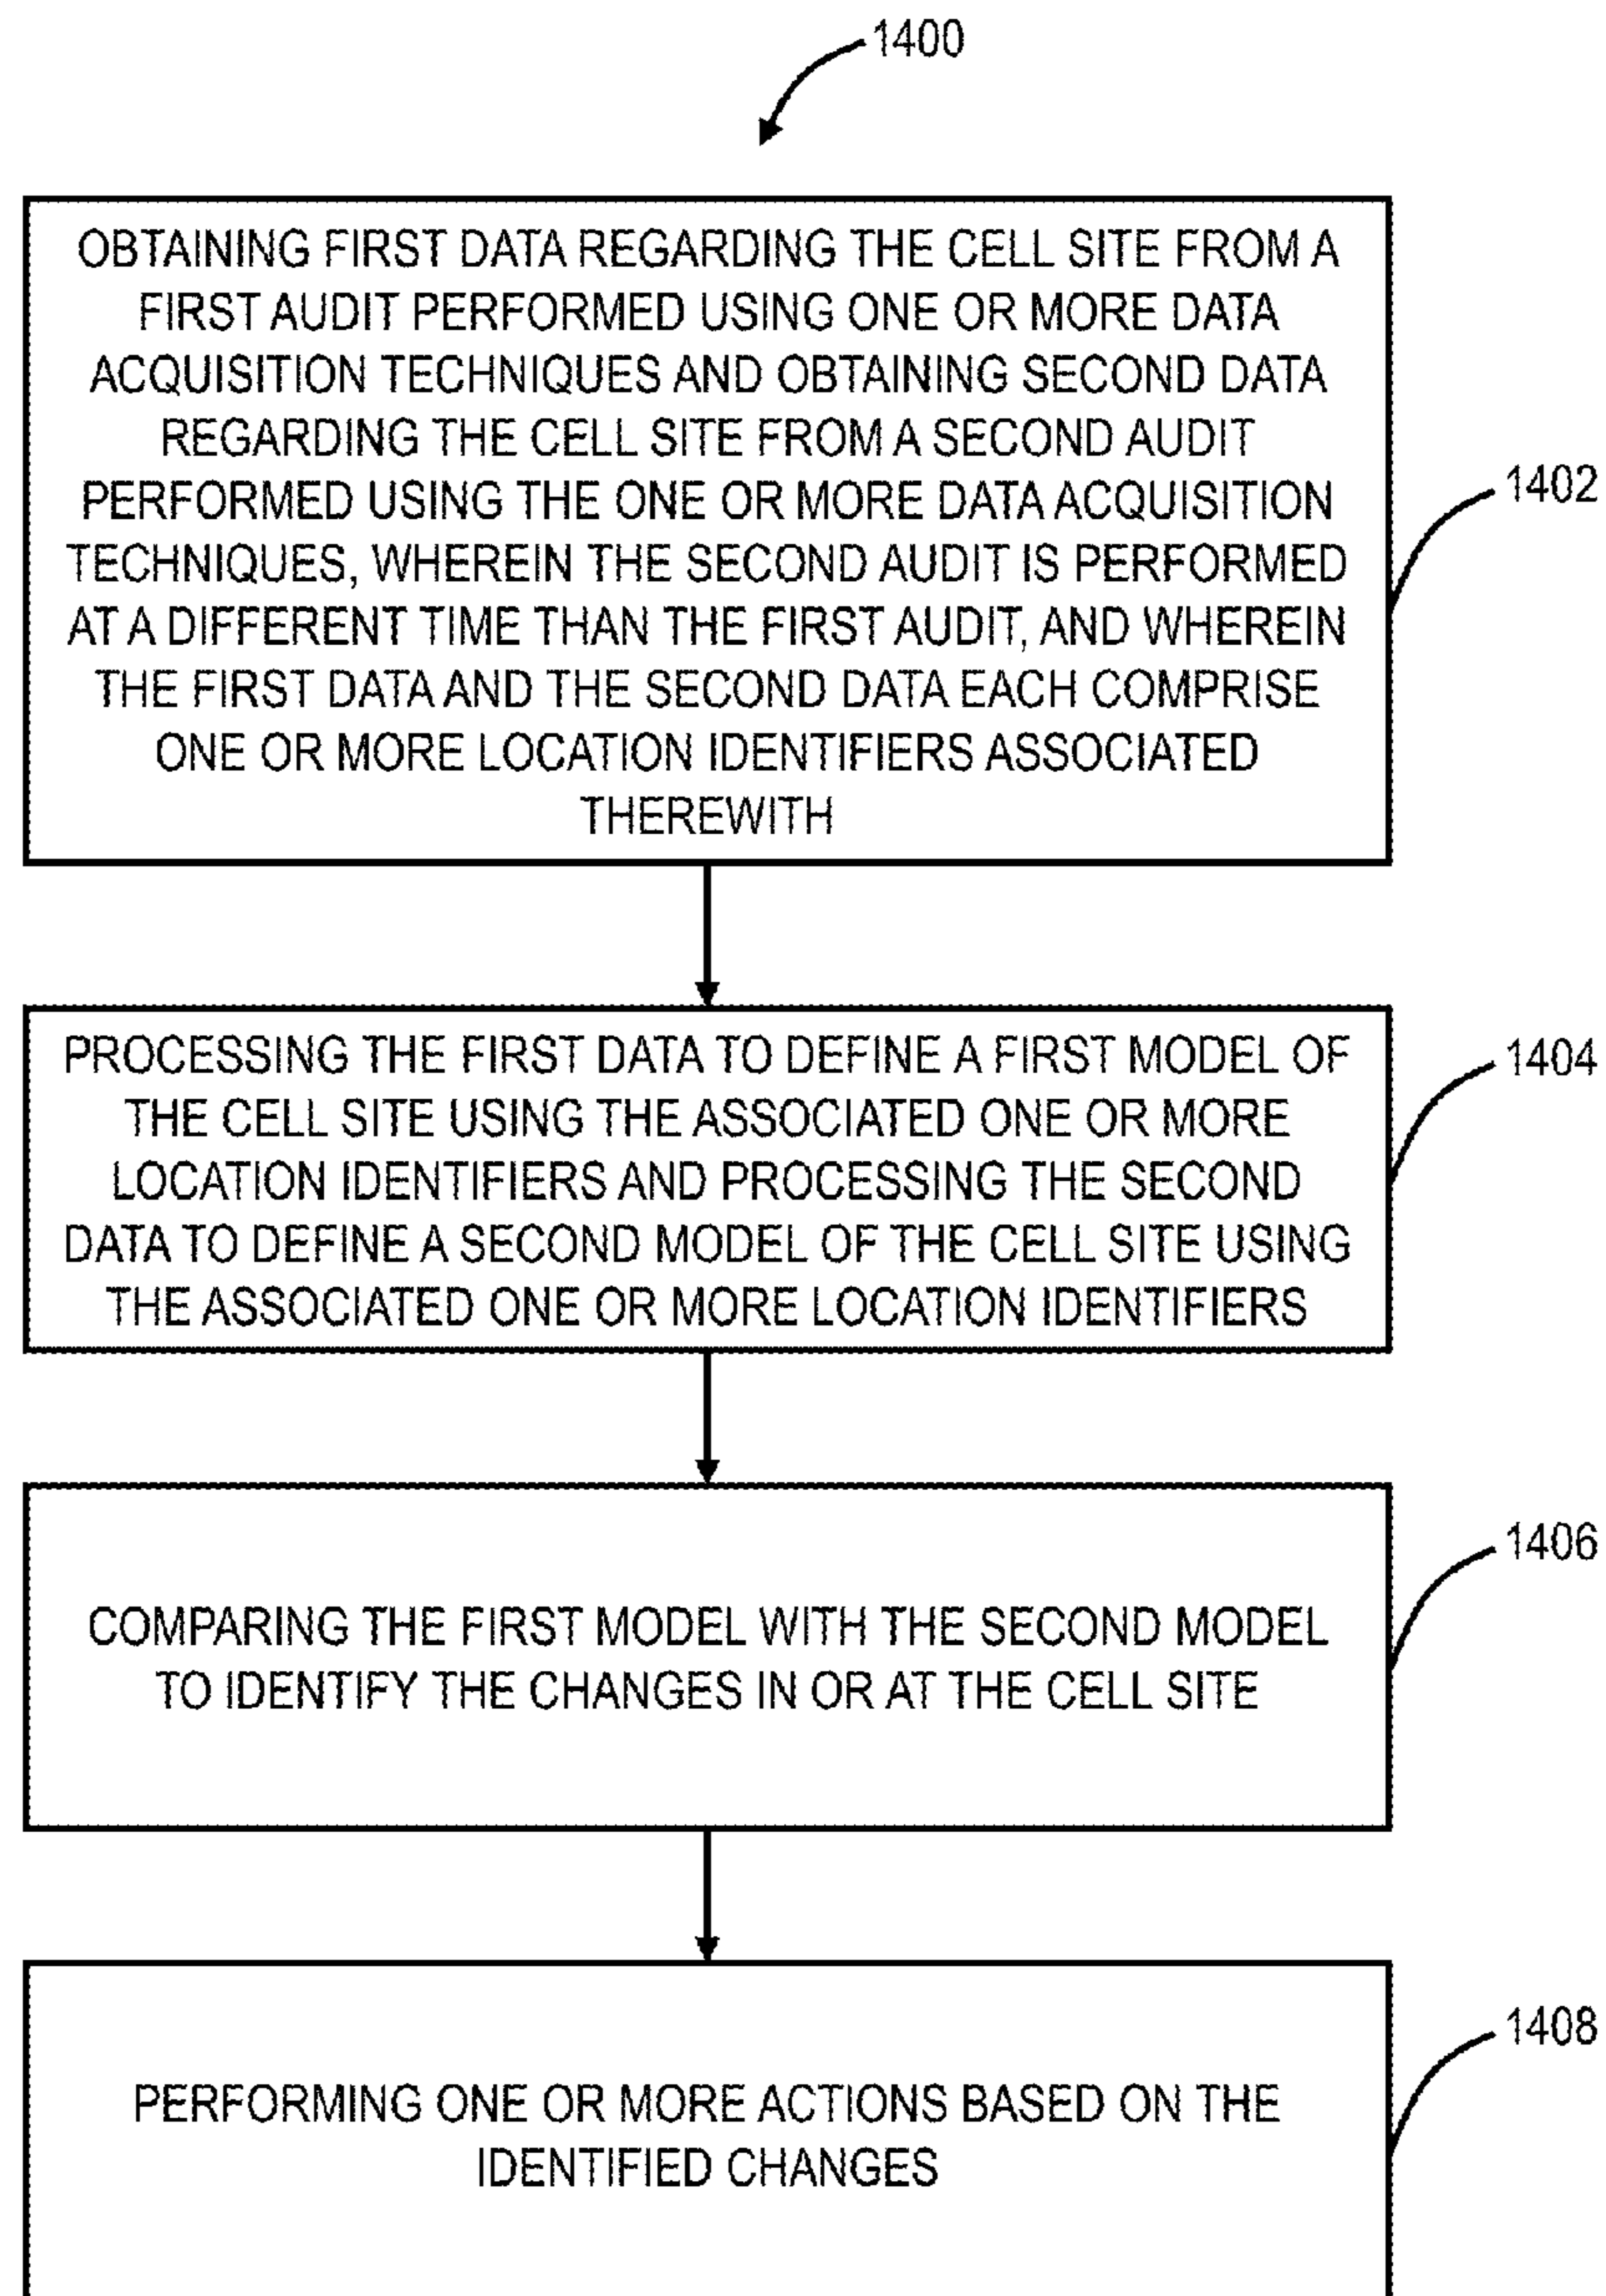 1400
OBTAINING FIRST DATA REGARDING THE CELL SITE FROM A
FIRST AUDIT PERFORMED USING ONE OR MORE DATA
ACQUISITION TECHNIQUES AND OBTAINING SECOND DATA
REGARDING THE CELL SITE FROM A SECOND AUDIT
PERFORMED USING THE ONE OR MORE DATA ACQUISITION
TECHNIQUES, WHEREIN THE SECOND AUDIT IS PERFORMED
AT A DIFFERENT TIME THAN THE FIRST AUDIT, AND WHEREIN
THE FIRST DATA AND THE SECOND DATA EACH COMPRISE
ONE OR MORE LOCATION IDENTIFIERS ASSOCIATED
THEREWITH
1402
PROCESSING THE FIRST DATA TO DEFINE A FIRST MODEL OF
THE CELL SITE USING THE ASSOCIATED ONE OR MORE
LOCATION IDENTIFIERS AND PROCESSING THE SECOND
DATA TO DEFINE A SECOND MODEL OF THE CELL SITE USING
THE ASSOCIATED ONE OR MORE LOCATION IDENTIFIERS
1404
COMPARING THE FIRST MODEL WITH THE SECOND MODEL
TO IDENTIFY THE CHANGES IN OR AT THE CELL SITE
1406
PERFORMING ONE OR MORE ACTIONS BASED ON THE
IDENTIFIED CHANGES
1408